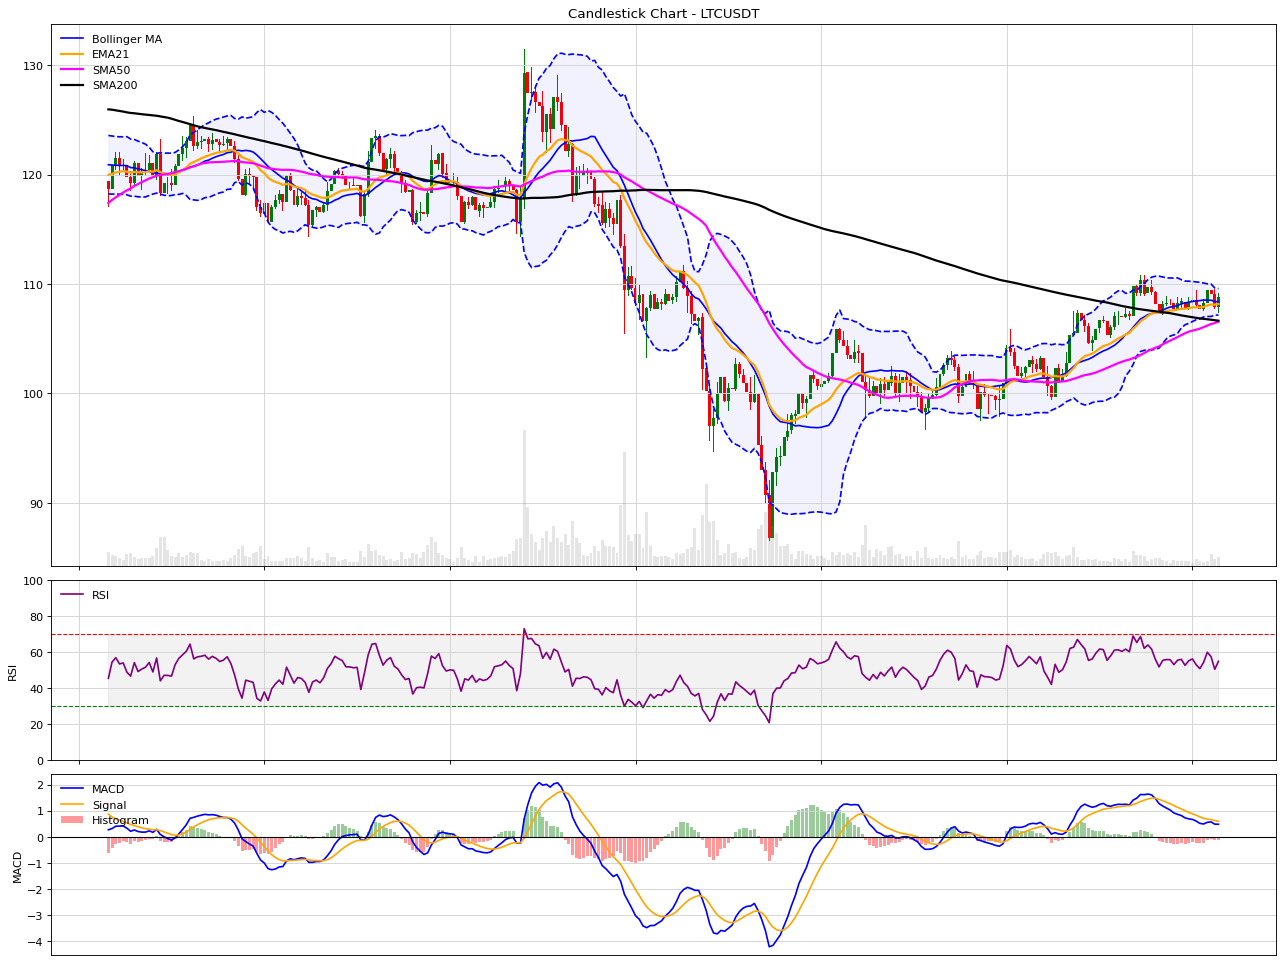 Candlestick Chart - LTCUSDT
Bollinger MA
EMA21
SMA50
SMA200
130
120
110
100
90
RSI
100
80
60
40
20
0
RSI
MACD
Signal
Histogram
2
1
0
−1
−2
−3
−4
MACD